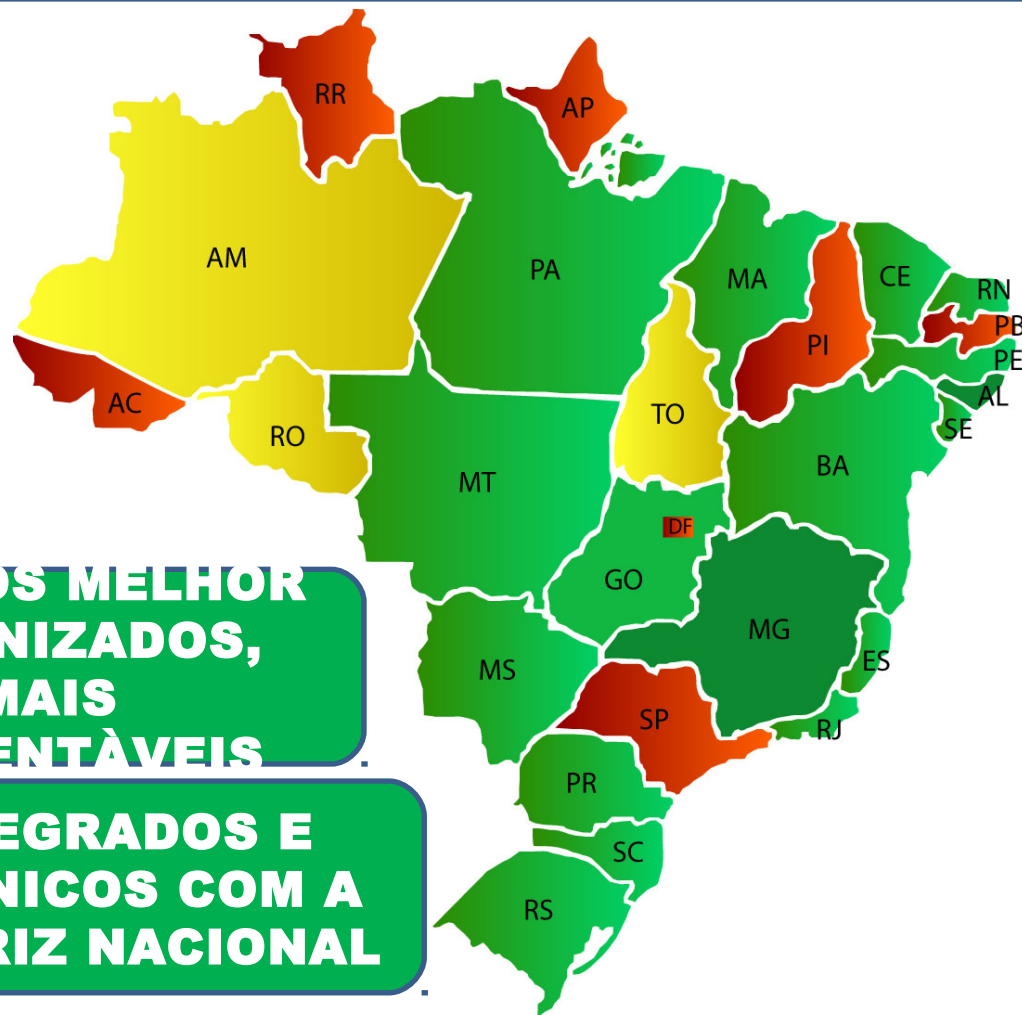 RR
AP
AM
PA
MA
CE
RN
PB
PI
PE
AL
AC
TO
SE
RO
BA
MT
DF
GO
MG
ES
MS
SP
RJ
PR
SC
RS
OS MELHOR
NIZADOS,
MAIS
ENTÀVEIS
EGRADOS E
NICOS COM A
RIZ NACIONAL